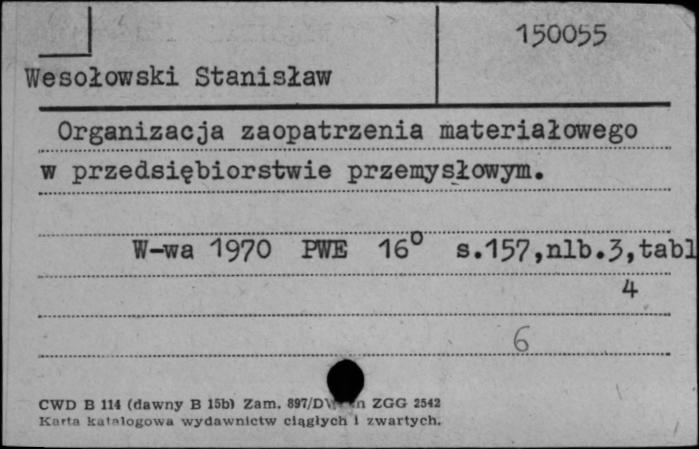 150055
Wesołowski Stanisław
Organizacja zaopatrzenia materiałowego
w przedsiębiorstwie przemysłowym.
W-wa 1970 PWE 16° s.157,nlb.3,tabl
4
6
CWD B 114 (dawny B 15b) Zam. 897/DW ZGG 2542
Karta katalogowa wydawnictw ciągłych i zwartych.